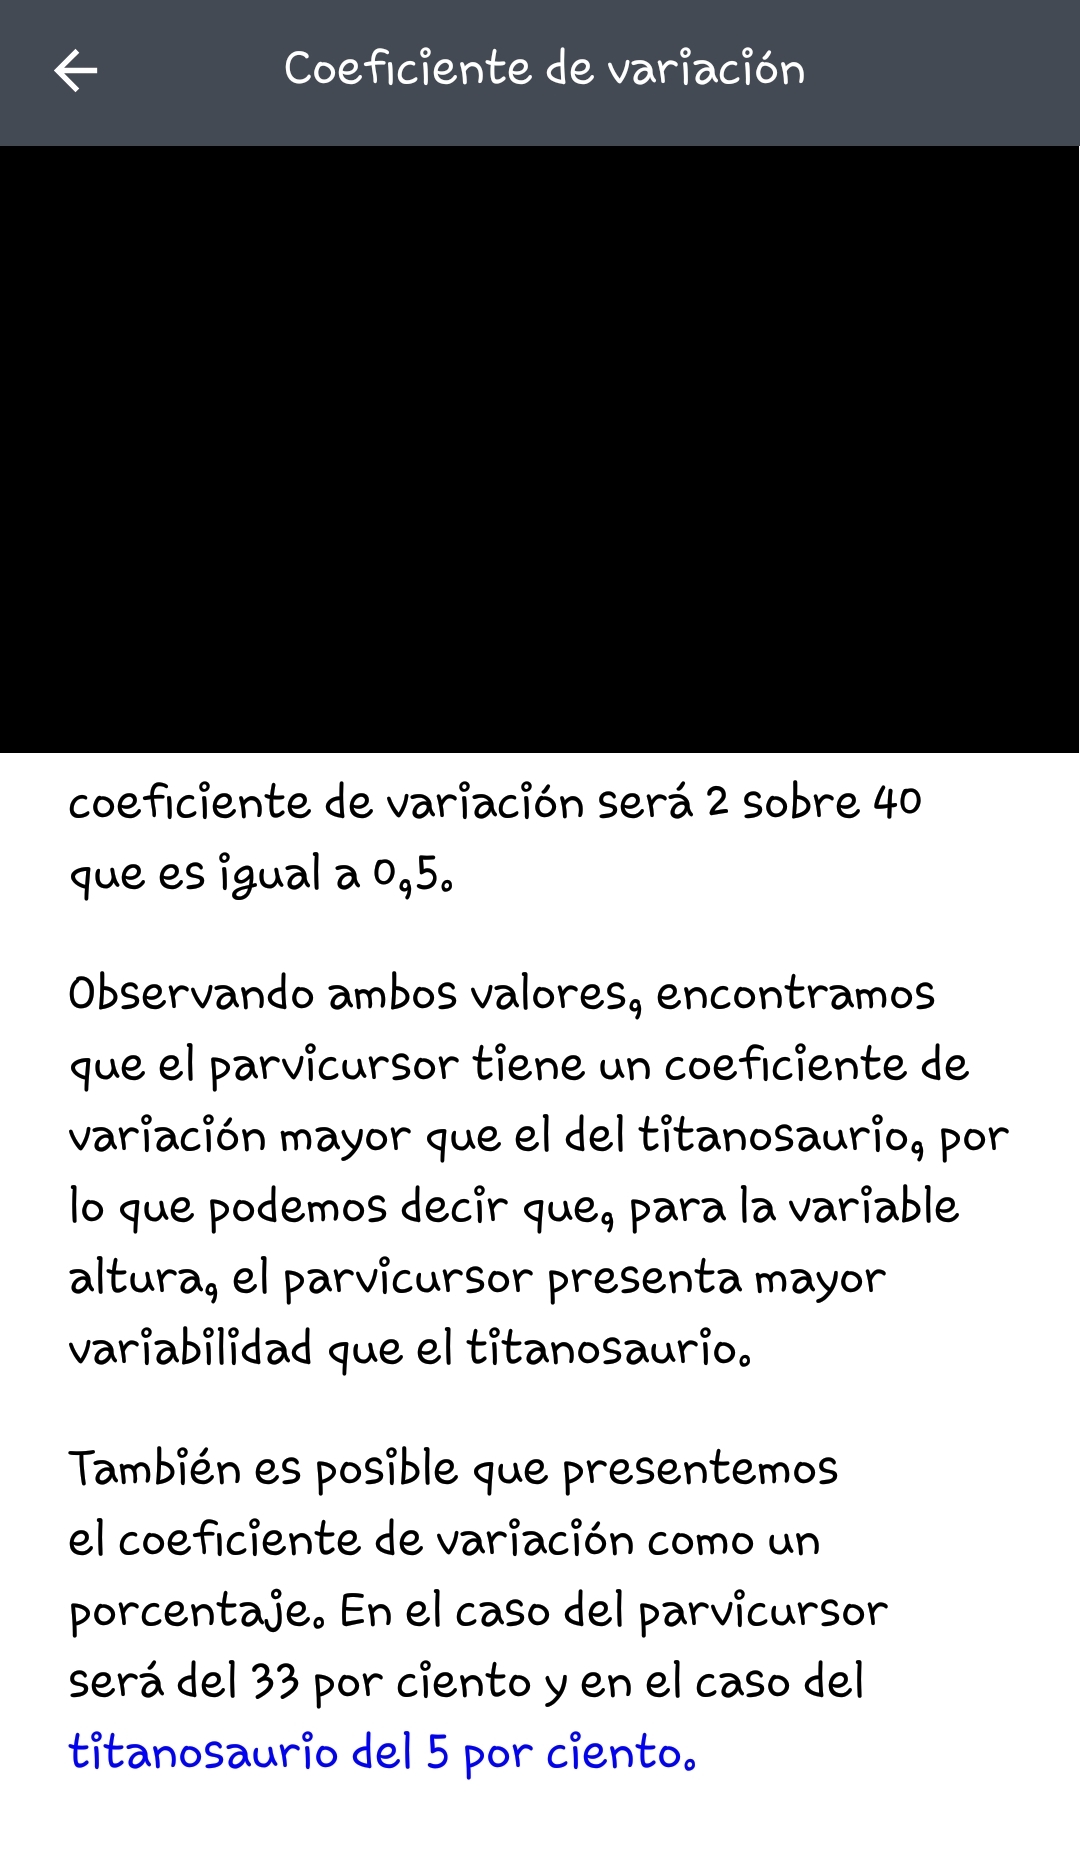 Coeficiente de variación
coeficiente de variación será 2 sobre 40
que es igual a 0,5.
Observando ambos valores, encontramos
que el parvicursor tiene un coeficiente de
variación mayor que el del titanosaurio, por
lo que podemos decir que, para la variable
altura, el parvicursor presenta mayor
variabilidad que el titanosaurio.
También es posible que presentemos
el coeficiente de variación como un
porcentaje. En el caso del parvicursor
será del 33 por ciento y en el caso del
titanosaurio del 5 por ciento.